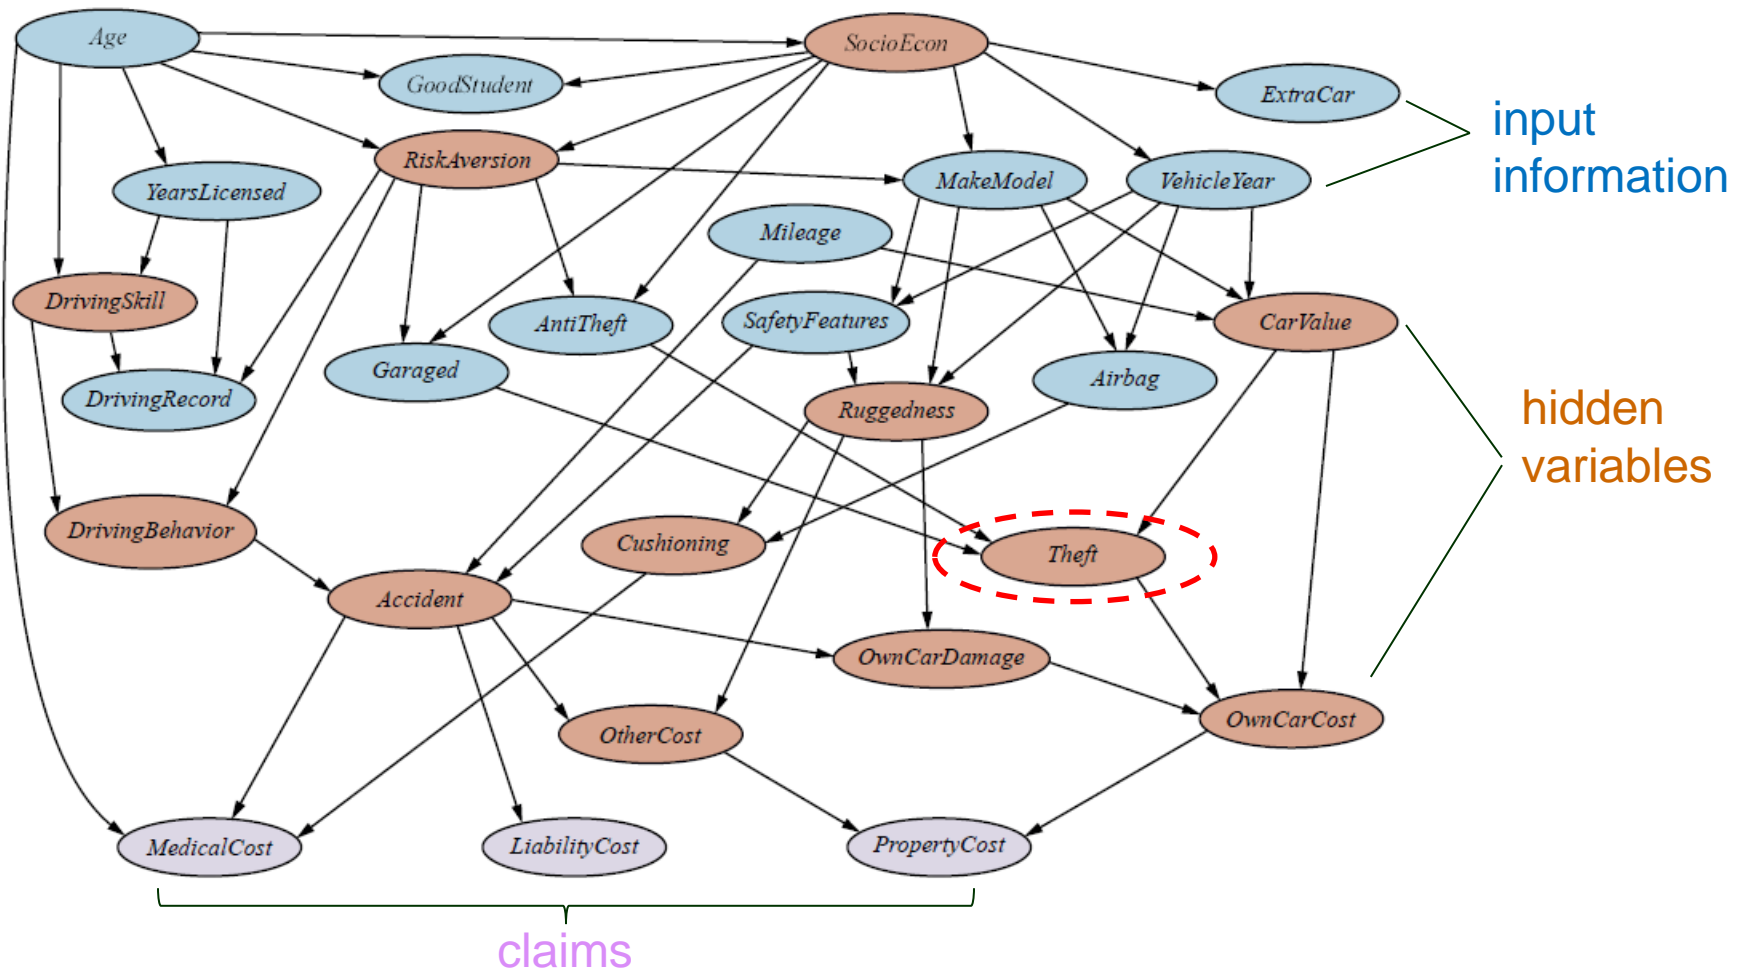 Age
SocioEcon
GoodStudent
ExtraCar
input
information
RiskAversion
YearsLicensed
MakeModel
VehicleYear
Mileage
DrivingSkill
AntiTheft
SafetyFeatures
CarValue
Garaged
Airbag
DrivingRecord
Ruggedness
hidden
variables
DrivingBehavior
Cushioning
Theft
Accident
OwnCarDamage
OtherCost
OwnCarCost
MedicalCost
LiabilityCost
PropertyCost
claims